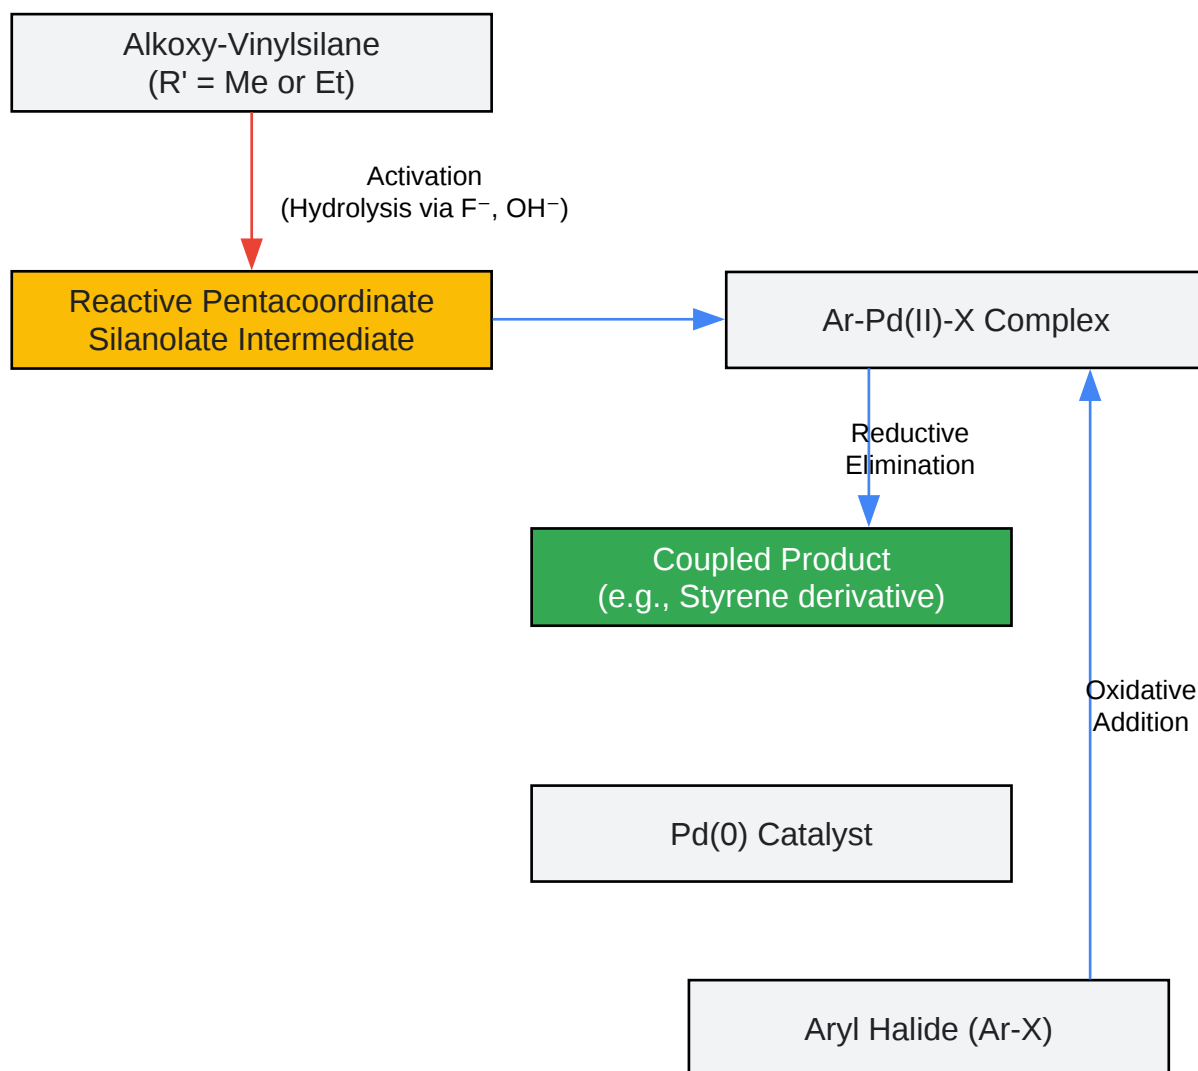 Alkoxy-Vinylsilane
(R' = Me or Et)
Activation
(Hydrolysis via F⁻, OH⁻)
Reactive Pentacoordinate
Silanolate Intermediate
Ar-Pd(II)-X Complex
Reductive
Elimination
Coupled Product
(e.g., Styrene derivative)
Oxidative
Addition
Pd(0) Catalyst
Aryl Halide (Ar-X)